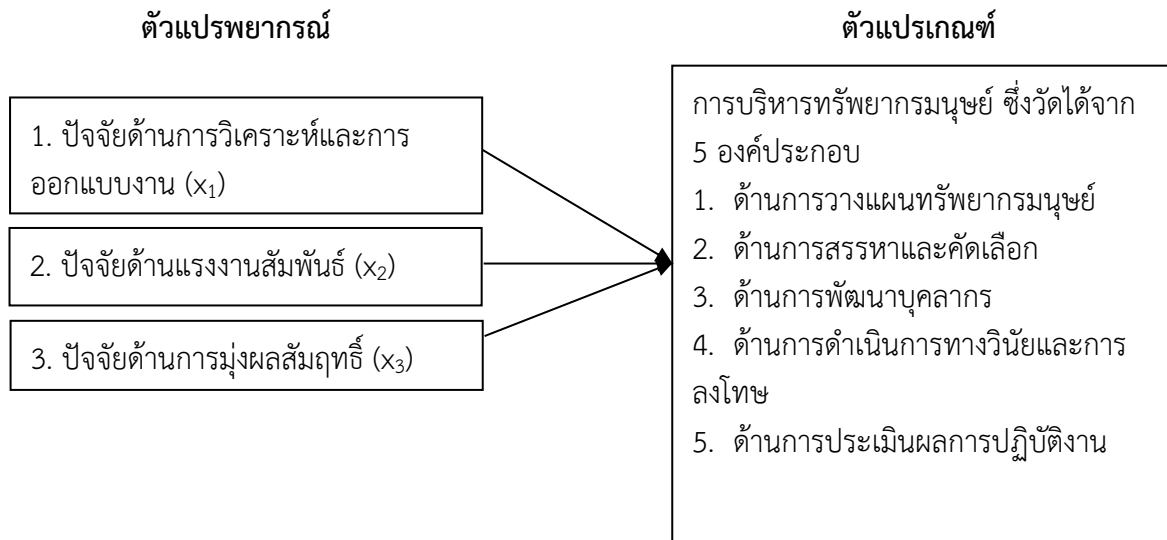 ตัวแปรพยากรณ์
ตัวแปรเกณฑ์
1. ปัจจัยด้านการวิเคราะห์และการ
ออกแบบงาน (x₁)
2. ปัจจัยด้านแรงงานสัมพันธ์ (x₂)
3. ปัจจัยด้านการมุ่งผลสัมฤทธิ์ (x₃)
การบริหารทรัพยากรมนุษย์ ซึ่งวัดได้จาก
5 องค์ประกอบ
1. ด้านการวางแผนทรัพยากรมนุษย์
2. ด้านการสรรหาและคัดเลือก
3. ด้านการพัฒนาบุคลากร
4. ด้านการดำเนินการทางวินัยและการ
ลงโทษ
5. ด้านการประเมินผลการปฏิบัติงาน